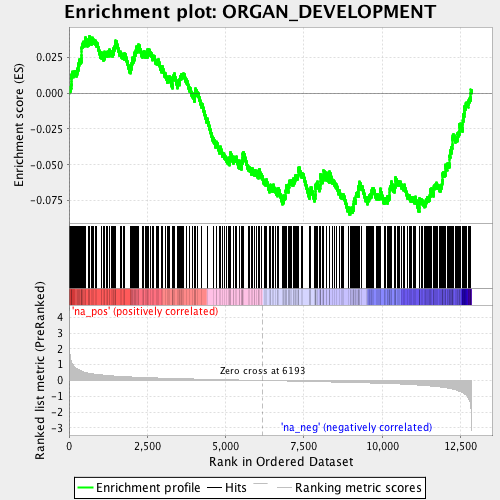 Enrichment plot: ORGAN_DEVELOPMENT
Enrichment score (ES)
0.025
0.000
-0.025
-0.050
-0.075
'na_pos' (positively correlated)
Ranked list metric (PreRanked)
4
3
2
1
0
-1
-2
-3
Zero cross at 6193
'na_neg' (negatively correlated)
0
2,500
5,000
7,500
10,000
12,500
Rank in Ordered Dataset
Enrichment profile
Hits
Ranking metric scores